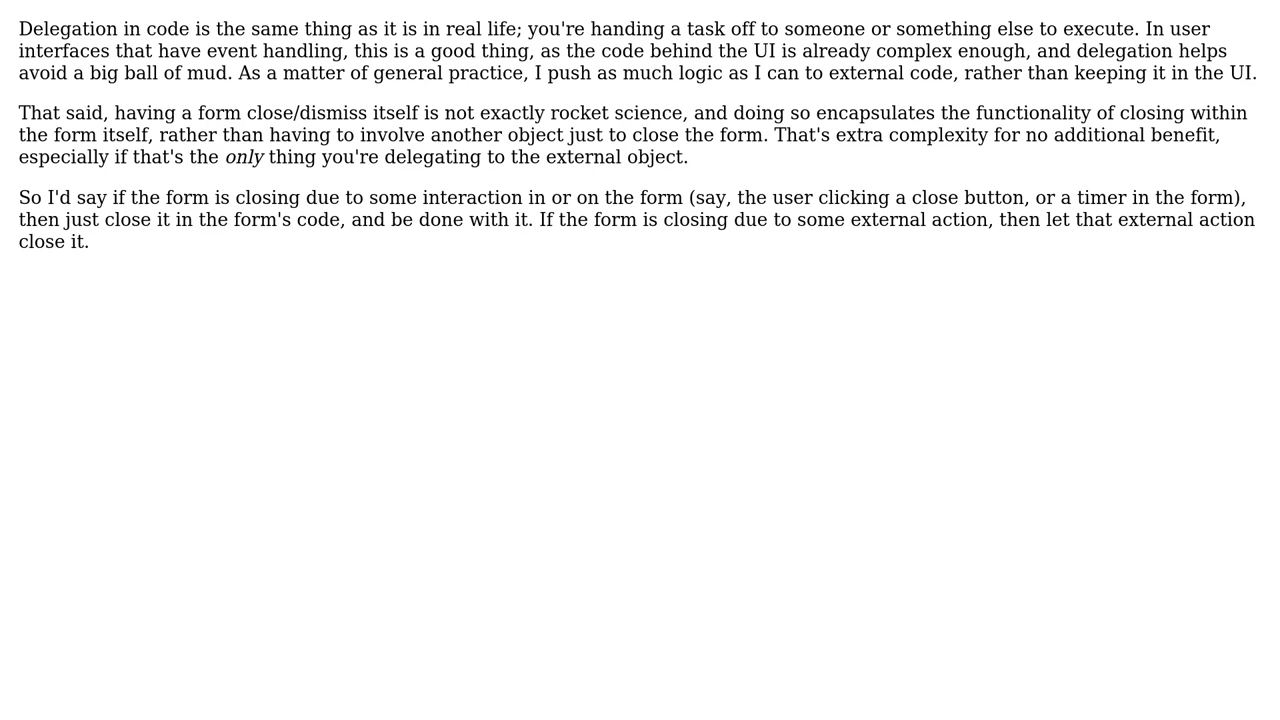 Delegation in code is the same thing as it is in real life; you're handing a task off to someone or something else to execute. In user
interfaces that have event handling, this is a good thing, as the code behind the UI is already complex enough, and delegation helps
avoid a big ball of mud. As a matter of general practice, I push as much logic as I can to external code, rather than keeping it in the UI.
That said, having a form close/dismiss itself is not exactly rocket science, and doing so encapsulates the functionality of closing within
the form itself, rather than having to involve another object just to close the form. That's extra complexity for no additional benefit,
especially if that's the only thing you're delegating to the external object.
So I'd say if the form is closing due to some interaction in or on the form (say, the user clicking a close button, or a timer in the form),
then just close it in the form's code, and be done with it. If the form is closing due to some external action, then let that external action
close it.